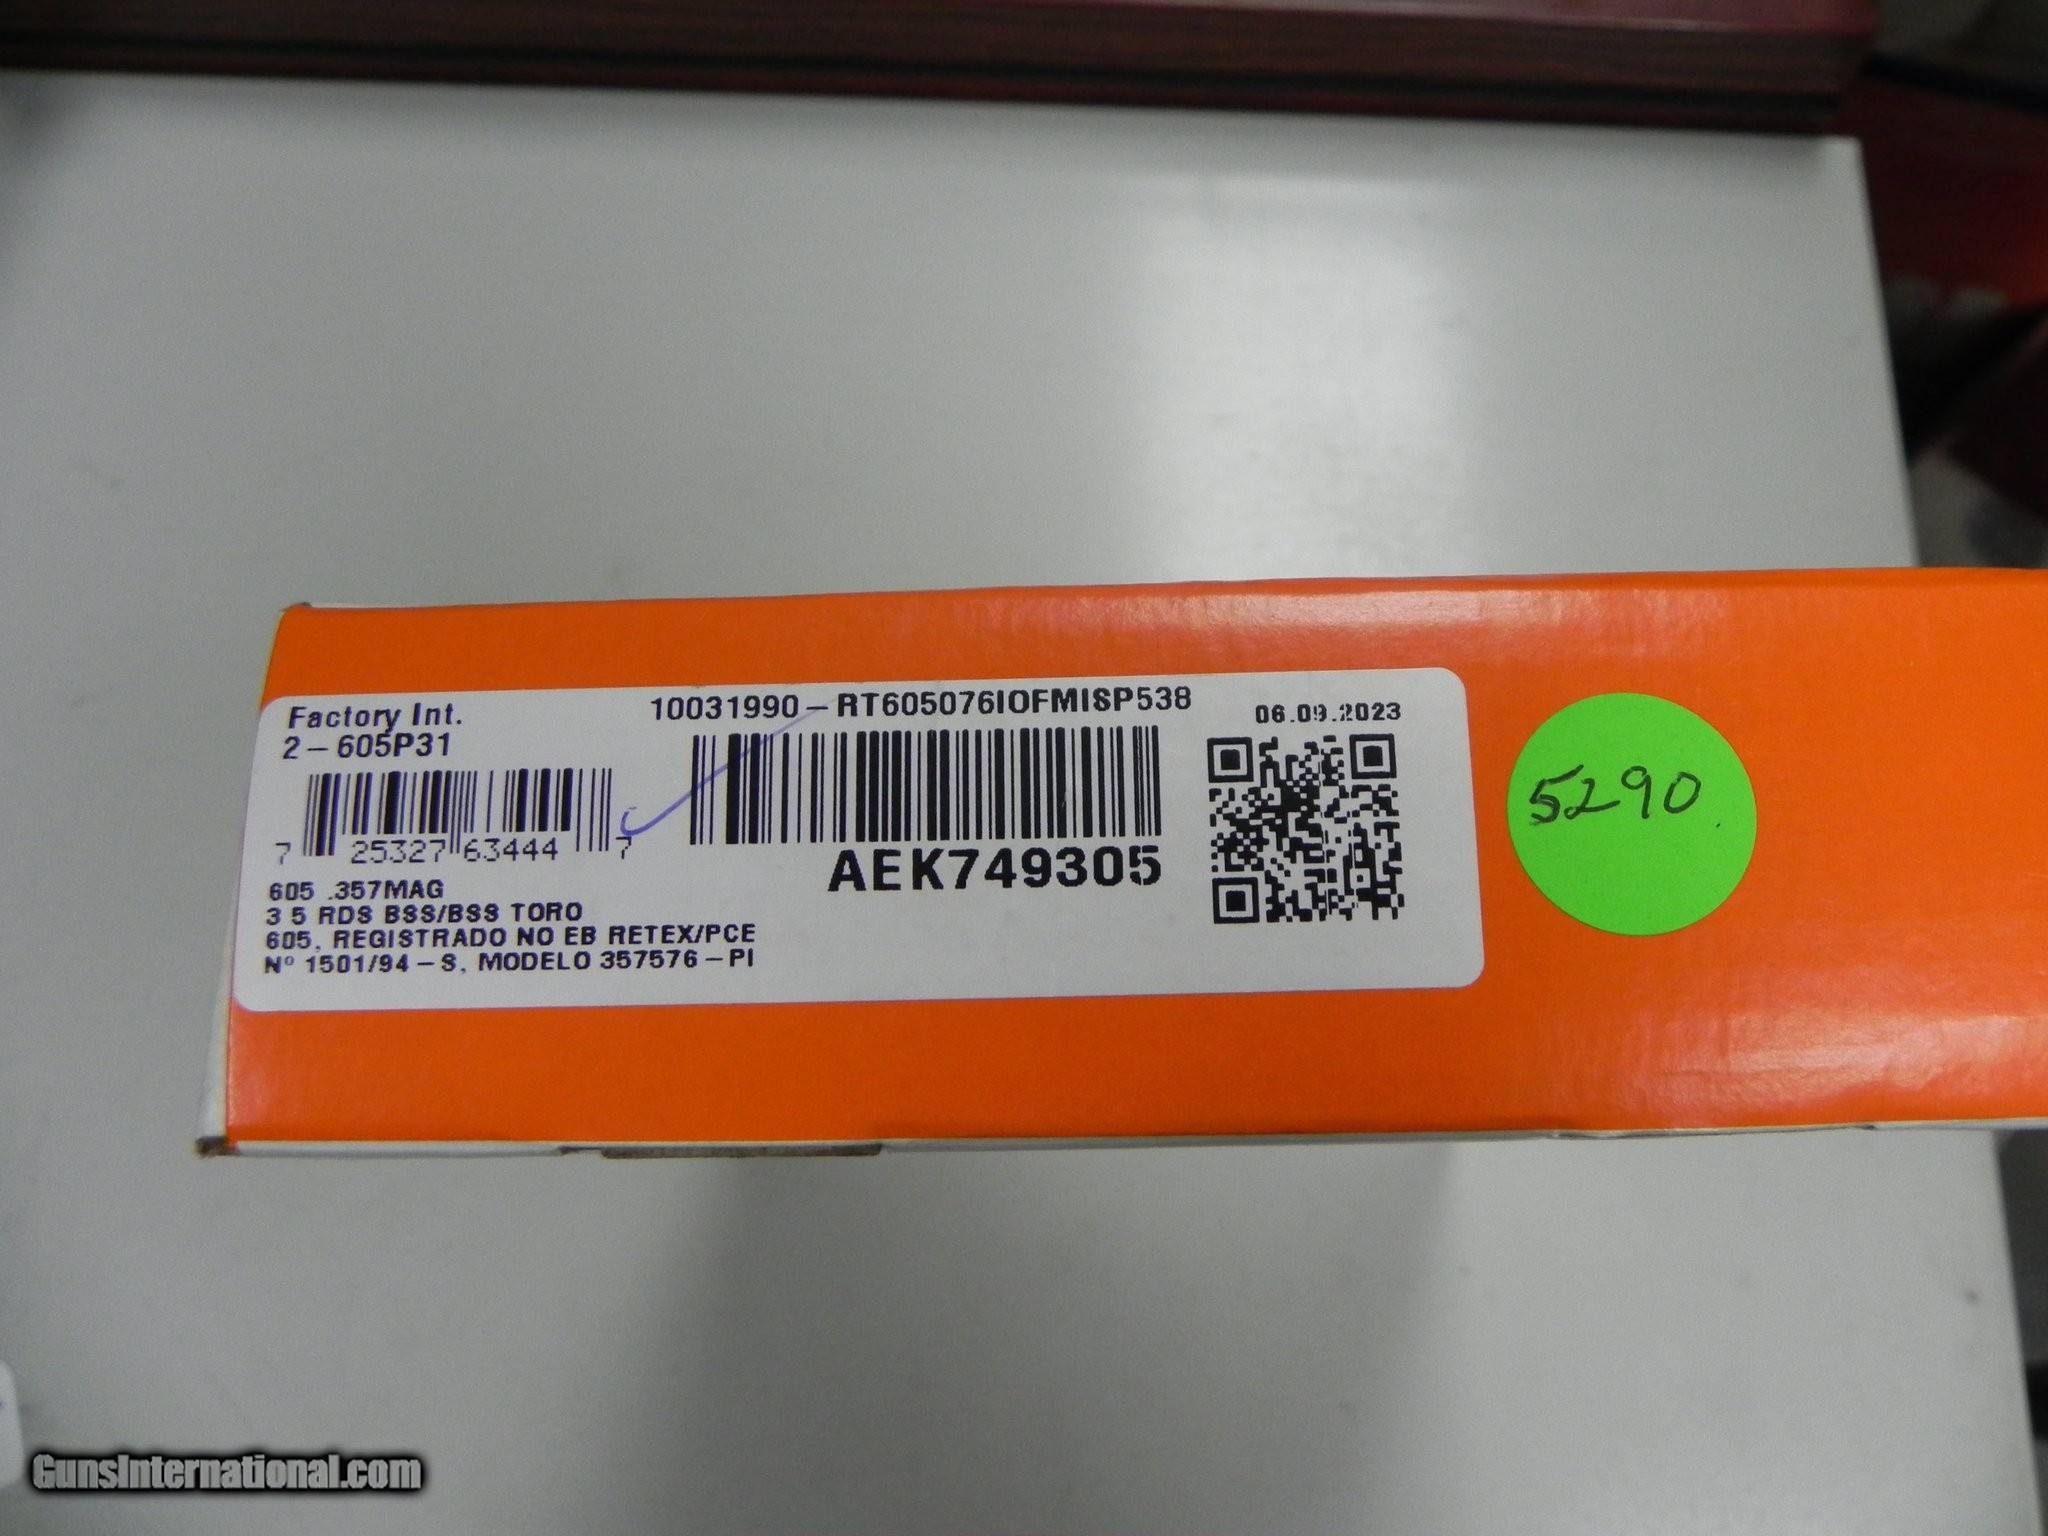 Factory Int.
2-605P31
7 25327 63444 7
605 .357MAG
3 5 RDS BSS/BSS TORO
605, REGISTRADO NO EB RETEX/PCE
Nº 1501/94-S, MODELO 357576-PI
10031990-RT605076IOFMISP538
AEK749305
06.09.2023
5290
GunsInternational.com